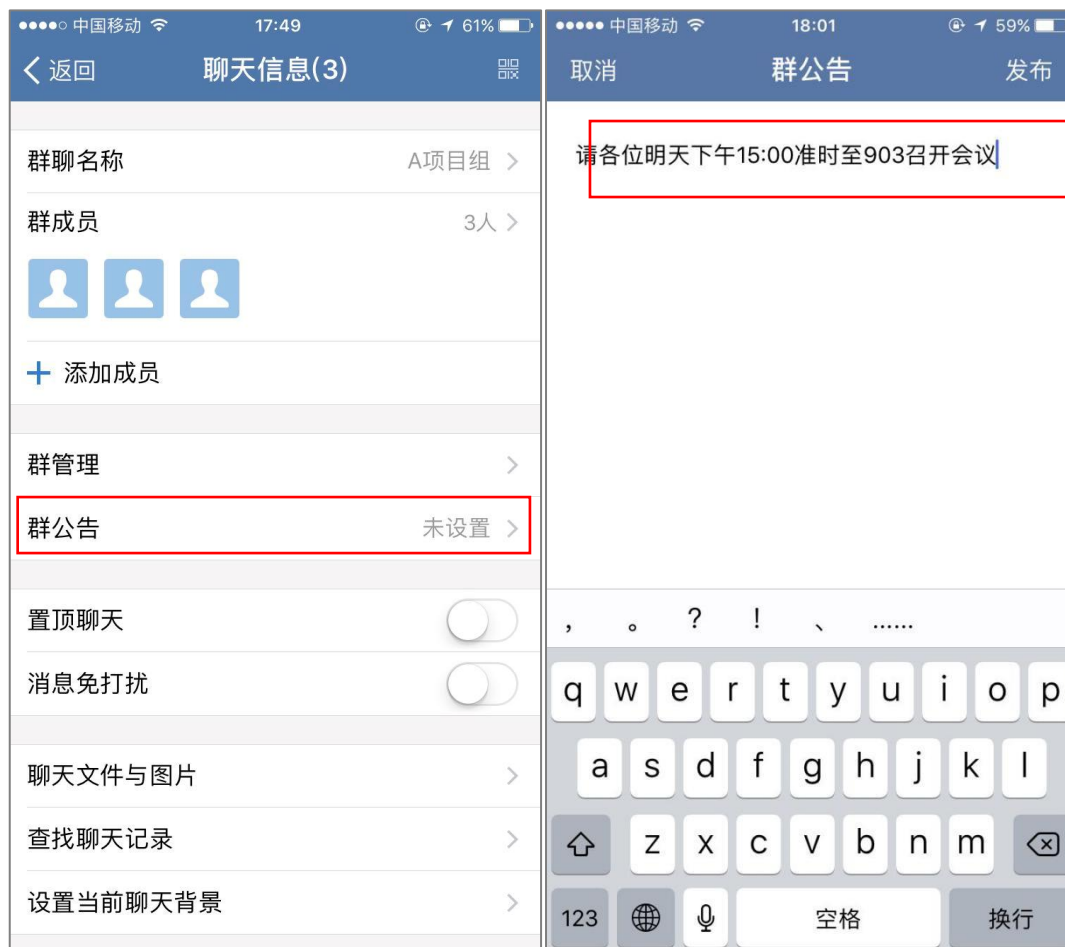 中国移动 17:49 61%
返回 聊天信息(3)
群聊名称 A项目组
群成员 3人
添加成员
群管理
群公告 未设置
置顶聊天
消息免打扰
聊天文件与图片
查找聊天记录
设置当前聊天背景
中国移动 18:01 59%
取消 群公告 发布
请各位明天下午15:00准时至903召开会议
， 。 ？ ！ 、 ……
q w e r t y u i o p
a s d f g h j k l
z x c v b n m
123 空格 换行